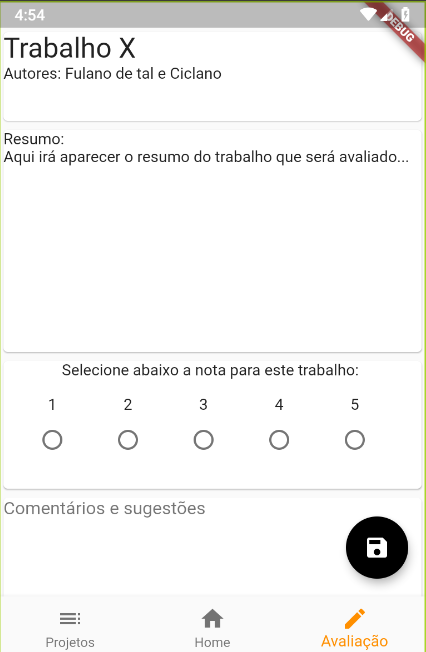 4:54
DEBUG
Trabalho X
Autores: Fulano de tal e Ciclano
Resumo:
Aqui irá aparecer o resumo do trabalho que será avaliado...
Selecione abaixo a nota para este trabalho:
1 2 3 4 5
Comentários e sugestões
Projetos Home Avaliação